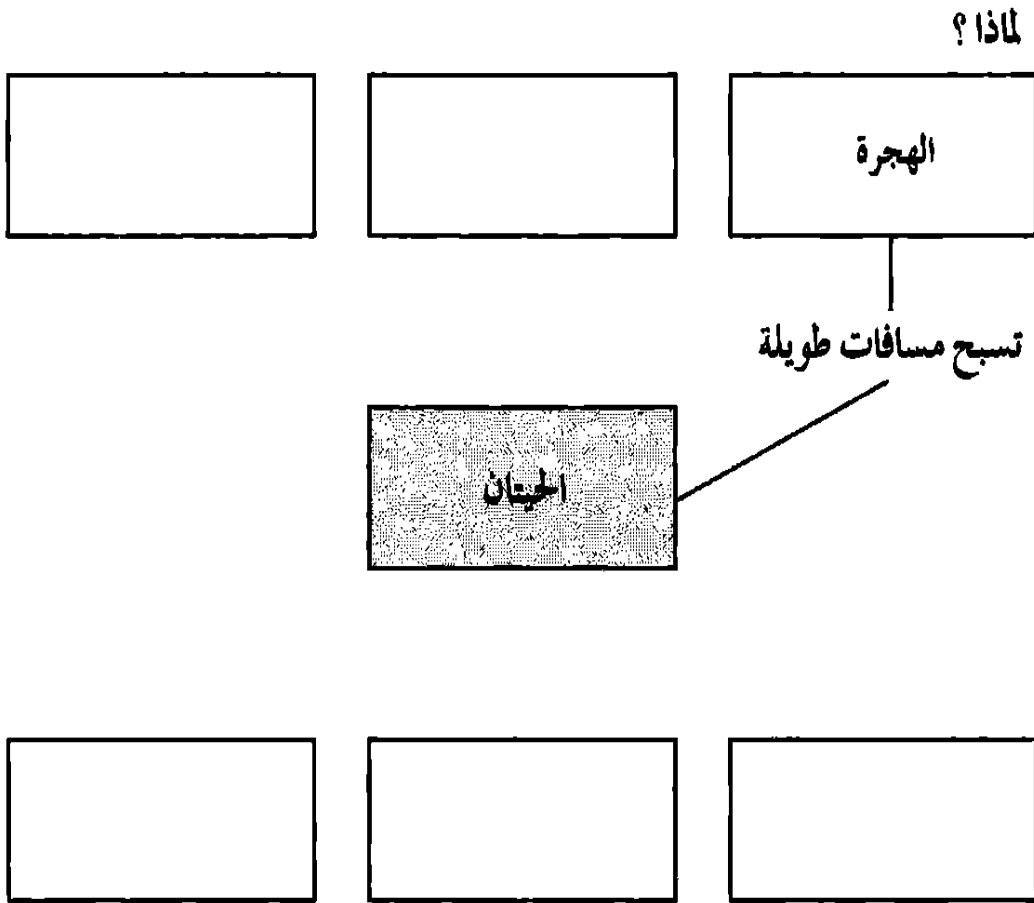 لماذا ؟
الهجرة
تسبح مسافات طويلة
الحيتان